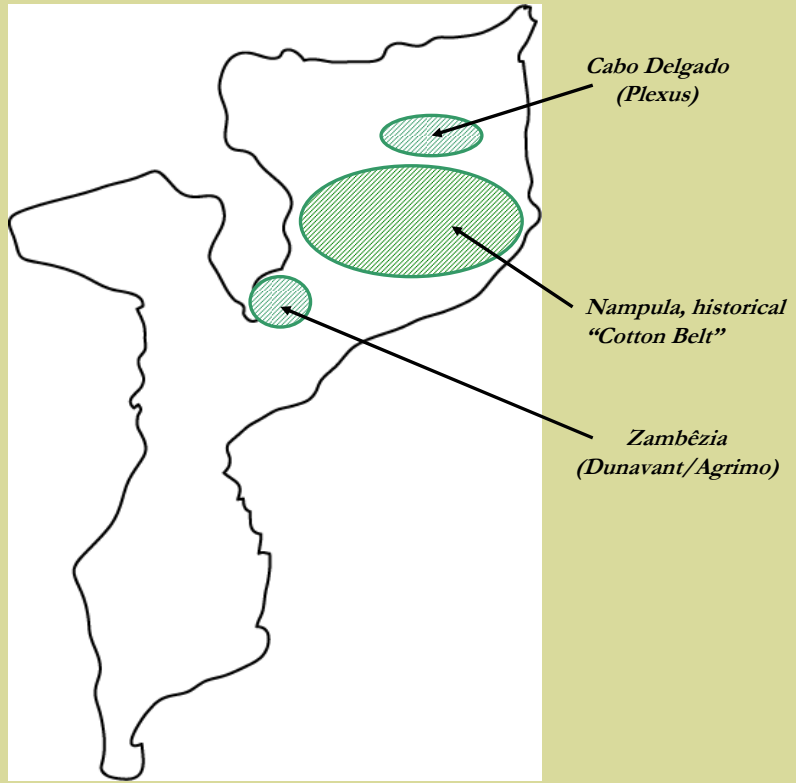 Cabo Delgado
(Plexus)
Nampula, historical
“Cotton Belt”
Zambêzia
(Dunavant/Agrimo)